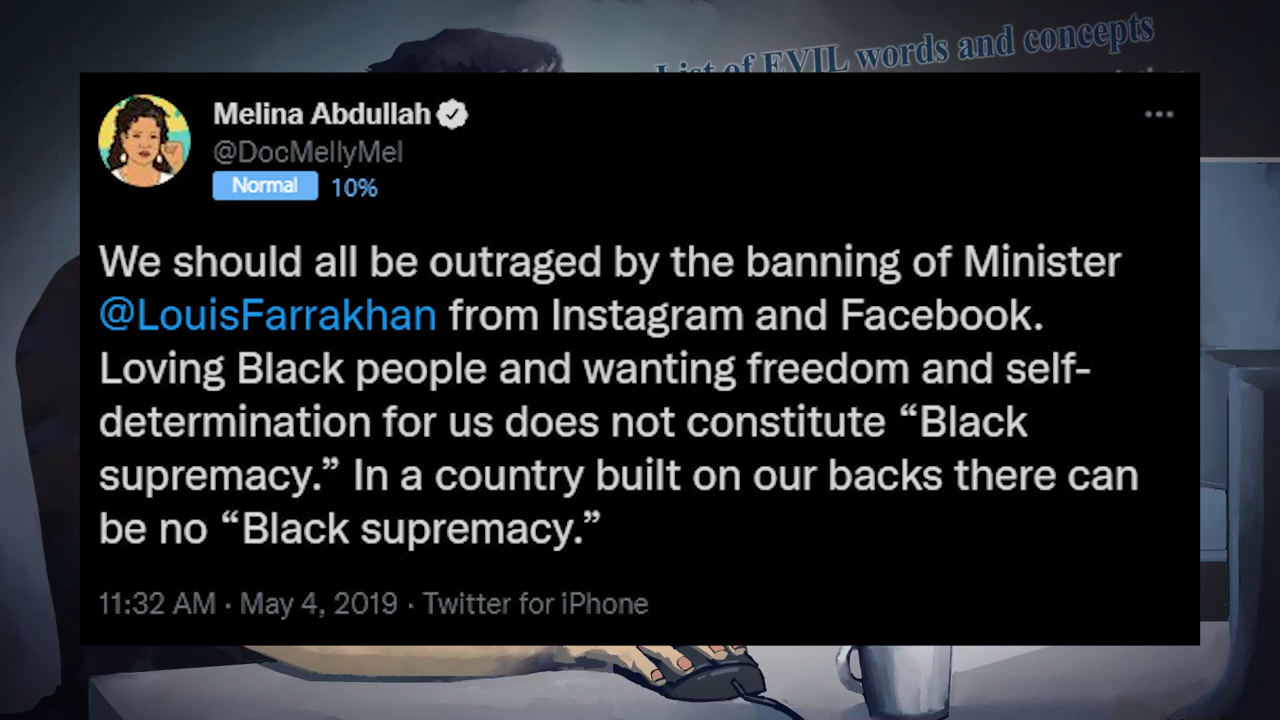 List of EVIL words and concepts
Melina Abdullah
@DocMellyMel
Normal 10%
We should all be outraged by the banning of Minister
@LouisFarrakhan from Instagram and Facebook.
Loving Black people and wanting freedom and self-
determination for us does not constitute “Black
supremacy.” In a country built on our backs there can
be no “Black supremacy.”
11:32 AM · May 4, 2019 · Twitter for iPhone